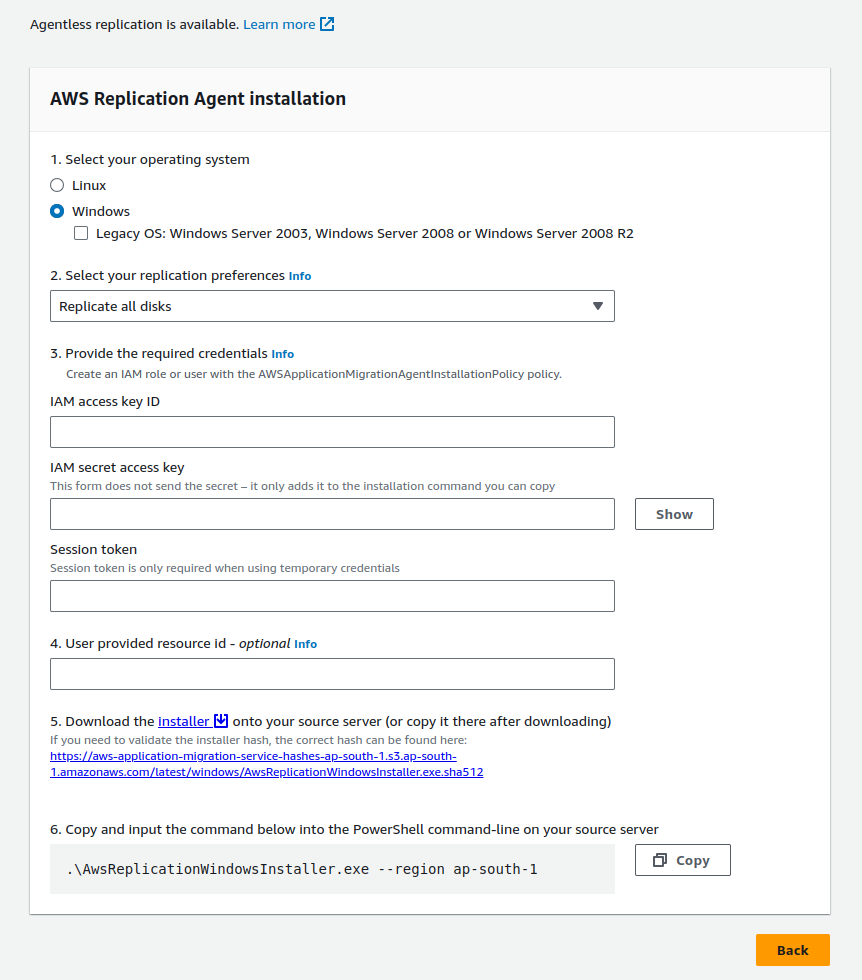 Agentless replication is available. Learn more
AWS Replication Agent installation
1. Select your operating system
Linux
Windows
Legacy OS: Windows Server 2003, Windows Server 2008 or Windows Server 2008 R2
2. Select your replication preferences Info
Replicate all disks
3. Provide the required credentials Info
Create an IAM role or user with the AWSApplicationMigrationAgentInstallationPolicy policy.
IAM access key ID
IAM secret access key
This form does not send the secret – it only adds it to the installation command you can copy
Show
Session token
Session token is only required when using temporary credentials
4. User provided resource id - optional Info
5. Download the installer onto your source server (or copy it there after downloading)
If you need to validate the installer hash, the correct hash can be found here:
https://aws-application-migration-service-hashes-ap-south-1.s3.ap-south-
1.amazonaws.com/latest/windows/AwsReplicationWindowsInstaller.exe.sha512
6. Copy and input the command below into the PowerShell command-line on your source server
.\AwsReplicationWindowsInstaller.exe --region ap-south-1
Copy
Back